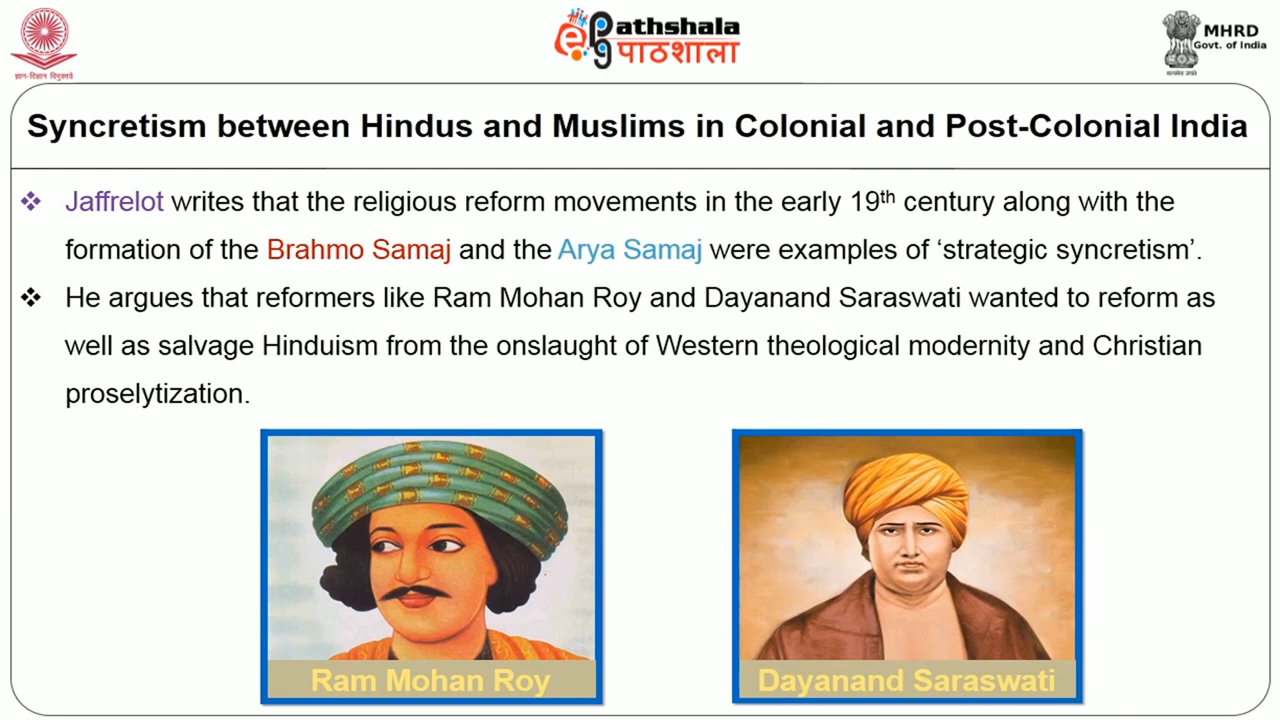 ज्ञान-विज्ञान विमुक्तये
ePathshala
पाठशाला
सत्यमेव जयते
MHRD
Govt. of India
Syncretism between Hindus and Muslims in Colonial and Post-Colonial India
❖ Jaffrelot writes that the religious reform movements in the early 19th century along with the
formation of the Brahmo Samaj and the Arya Samaj were examples of ‘strategic syncretism’.
❖ He argues that reformers like Ram Mohan Roy and Dayanand Saraswati wanted to reform as
well as salvage Hinduism from the onslaught of Western theological modernity and Christian
proselytization.
Ram Mohan Roy
Dayanand Saraswati